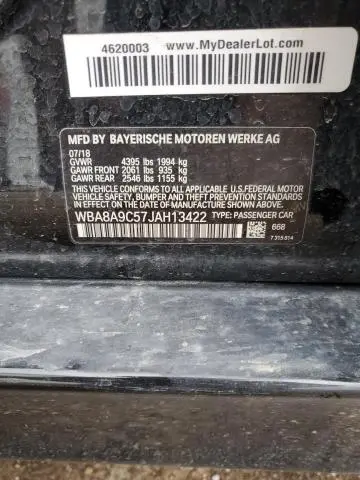 4620003 www.MyDealerLot.com
MFD BY BAYERISCHE MOTOREN WERKE AG
07/18
GVWR 4395 lbs 1994 kg
GAWR FRONT 2061 lbs 935 kg
GAWR REAR 2546 lbs 1155 kg
THIS VEHICLE CONFORMS TO ALL APPLICABLE U.S.FEDERAL MOTOR VEHICLE SAFETY, BUMPER AND THEFT PREVENTION STANDARDS IN EFFECT ON THE DATE OF MANUFACTURE SHOWN ABOVE.
WBA8A9C57JAH13422 TYPE: PASSENGER CAR
668
7 315 814